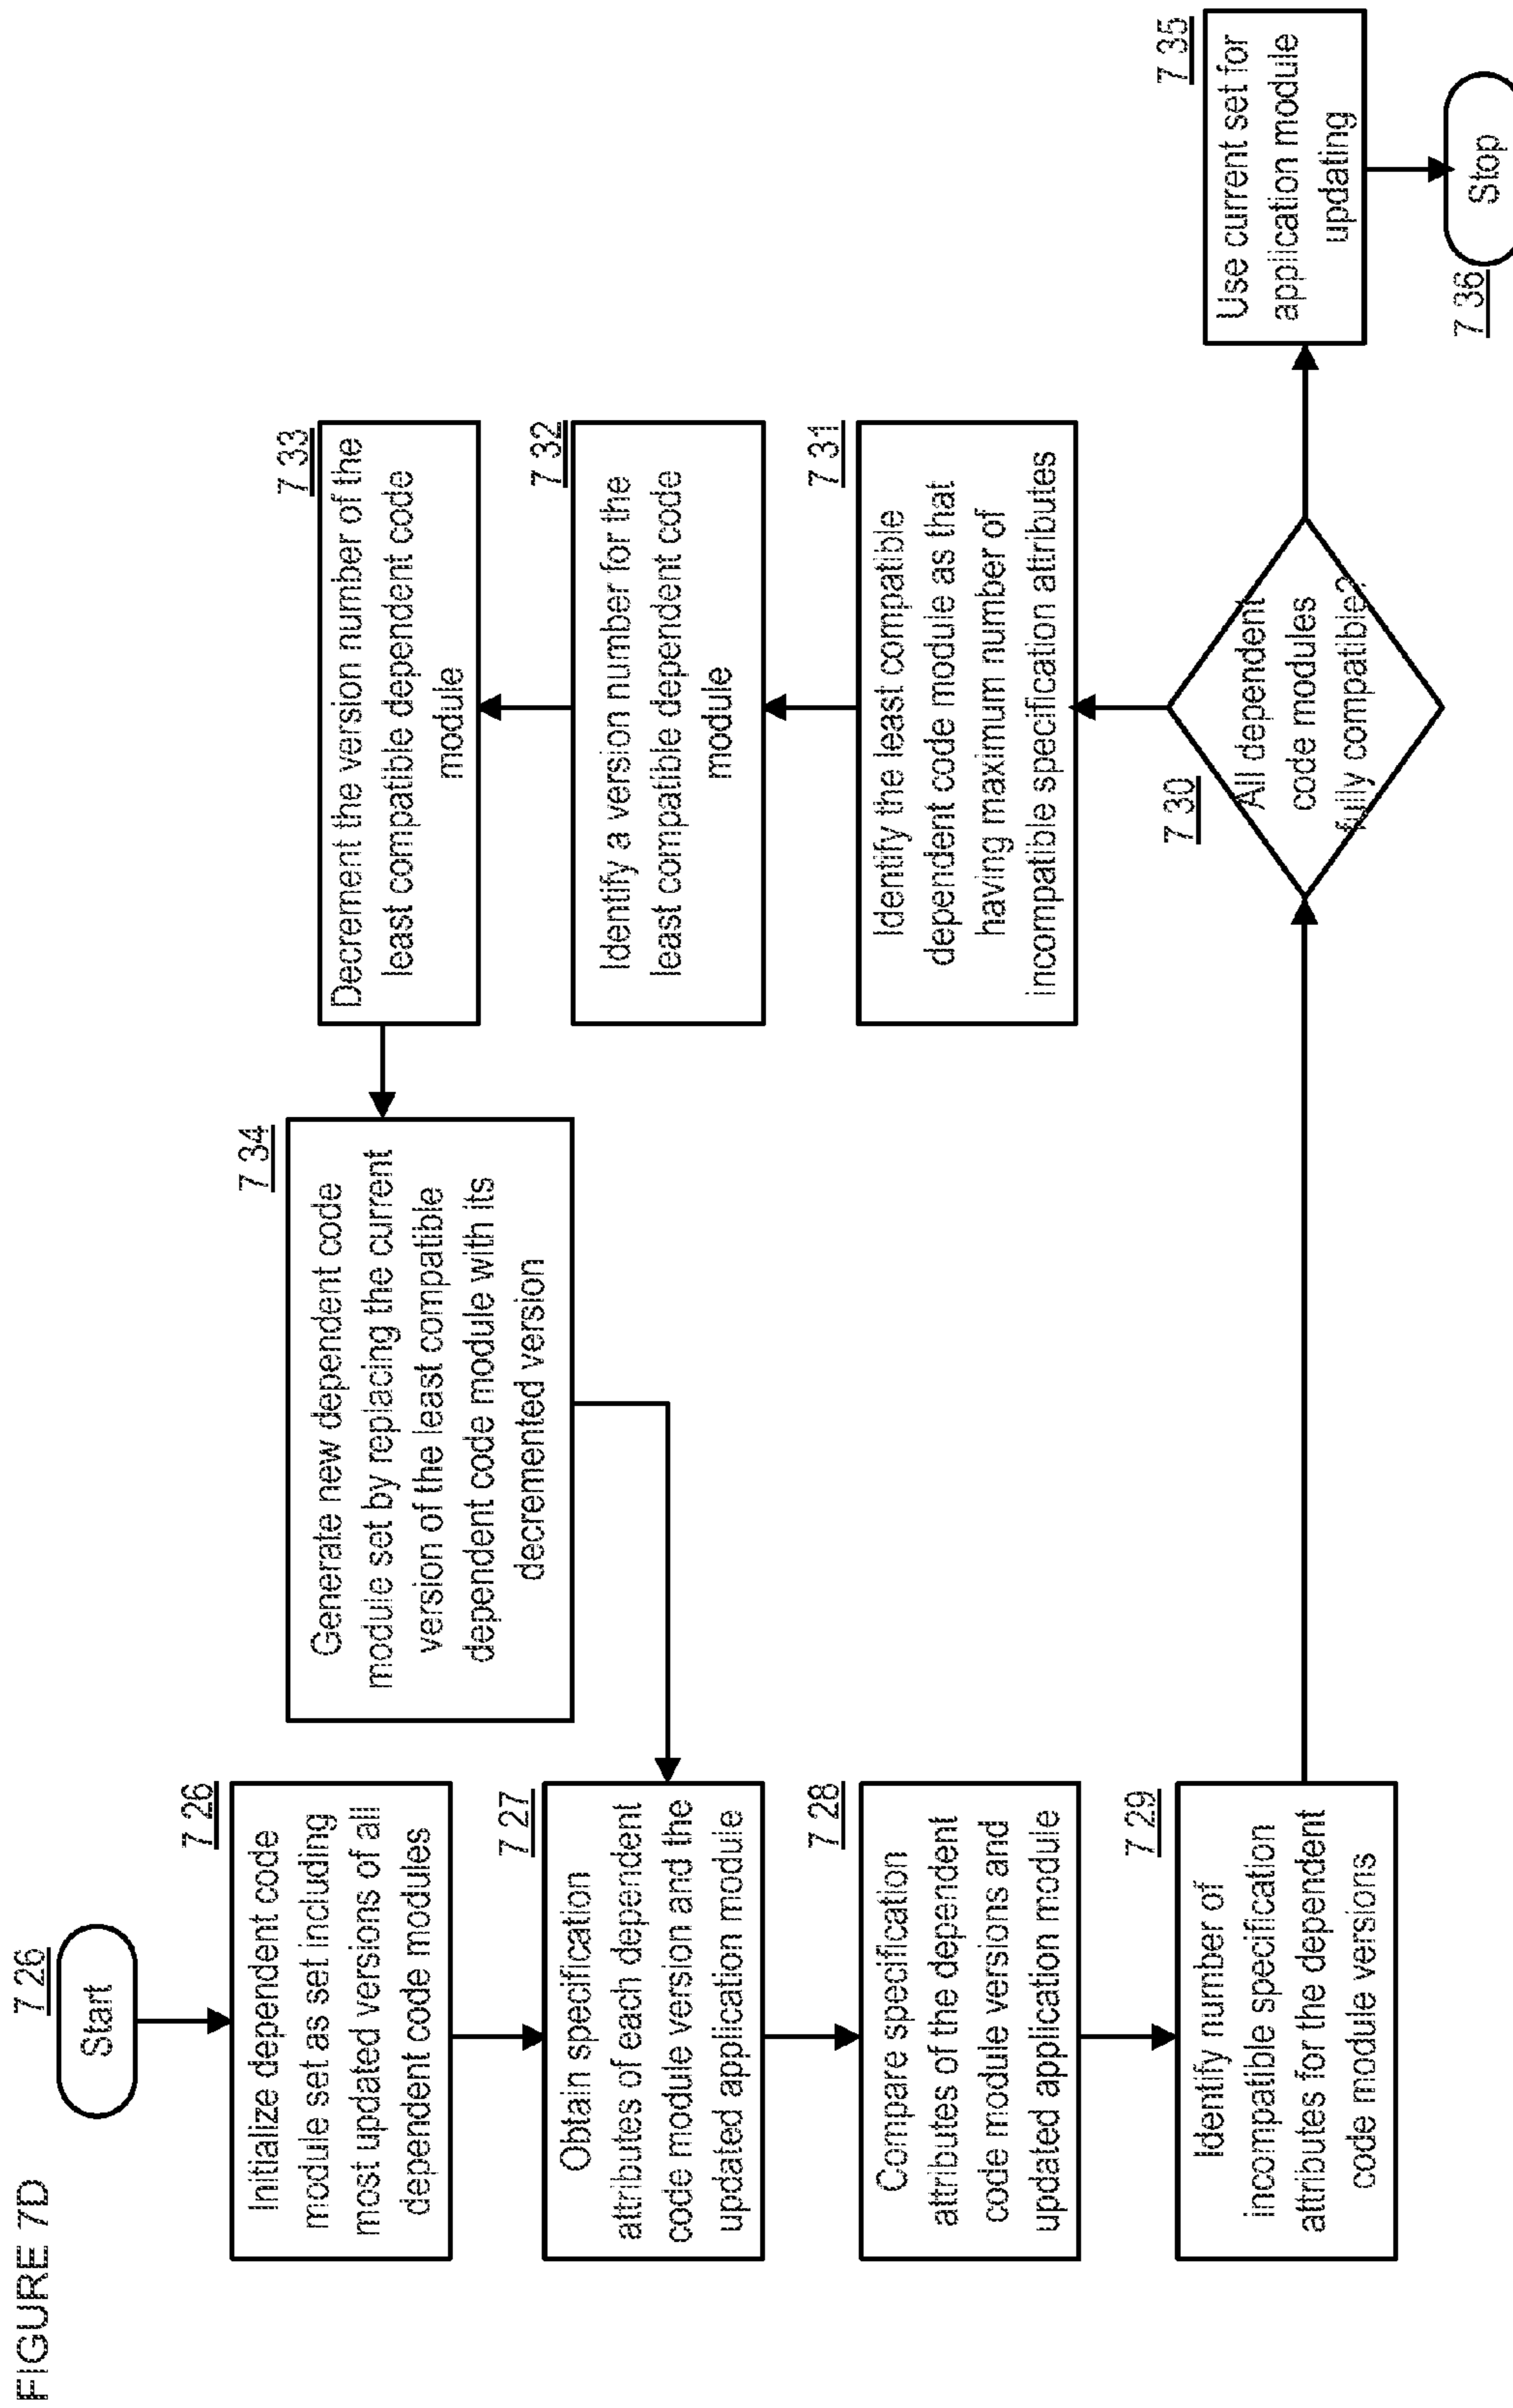 FIGURE 7D
7 26
Start
7 26
Initialize dependent code
module set as set including
most updated versions of all
dependent code modules
7 27
Obtain specification
attributes of each dependent
code module version and the
updated application module
7 28
Compare specification
attributes of the dependent
code module versions and
updated application module
7 29
Identify number of
incompatible specification
attributes for the dependent
code module versions
7 30
All dependent
code modules
fully compatible?
7 31
Identify the least compatible
dependent code module as that
having maximum number of
incompatible specification attributes
7 32
Identify a version number for the
least compatible dependent code
module
7 33
Decrement the version number of the
least compatible dependent code
module
7 34
Generate new dependent code
module set by replacing the current
version of the least compatible
dependent code module with its
decremented version
7 35
Use current set for
application module
updating
7 36
Stop